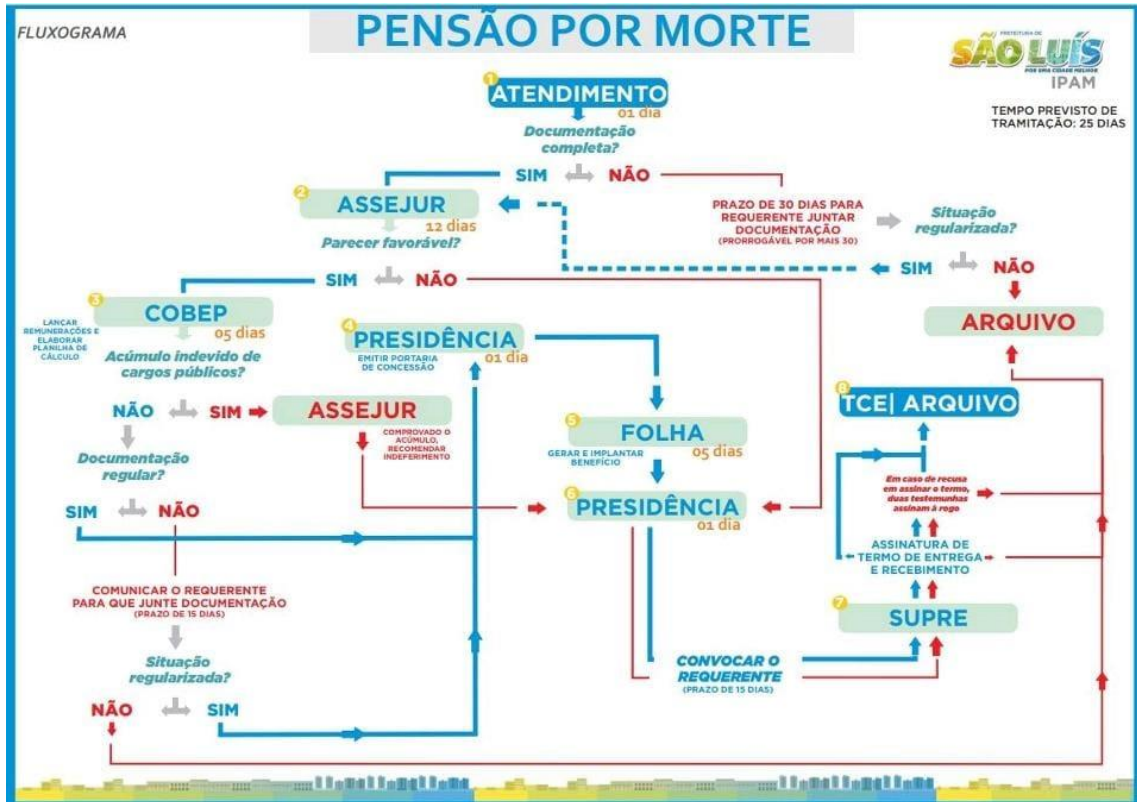 FLUXOGRAMA
PENSÃO POR MORTE
PREFEITURA DE
SÃO LUÍS
POR UMA CIDADE MELHOR
IPAM
TEMPO PREVISTO DE
TRAMITAÇÃO: 25 DIAS
1
ATENDIMENTO
01 dia
Documentação
completa?
SIM
NÃO
2
ASSEJUR
12 dias
Parecer favorável?
SIM
NÃO
PRAZO DE 30 DIAS PARA
REQUERENTE JUNTAR
DOCUMENTAÇÃO
(PRORROGÁVEL POR MAIS 30)
Situação
regularizada?
SIM
NÃO
ARQUIVO
3
COBEP
05 dias
LANÇAR
REMUNERAÇÕES E
ELABORAR
PLANILHA DE
CÁLCULO
Acúmulo indevido de
cargos públicos?
NÃO
SIM
ASSEJUR
COMPROVADO O
ACÚMULO,
RECOMENDAR
INDEFERIMENTO
4
PRESIDÊNCIA
01 dia
EMITIR PORTARIA
DE CONCESSÃO
5
FOLHA
05 dias
GERAR E IMPLANTAR
BENEFÍCIO
6
PRESIDÊNCIA
01 dia
8
TCE| ARQUIVO
Em caso de recusa
em assinar o termo,
duas testemunhas
assinam à rogo
ASSINATURA DE
TERMO DE ENTREGA
E RECEBIMENTO
7
SUPRE
Documentação
regular?
SIM
NÃO
COMUNICAR O REQUERENTE
PARA QUE JUNTE DOCUMENTAÇÃO
(PRAZO DE 15 DIAS)
Situação
regularizada?
NÃO
SIM
CONVOCAR O
REQUERENTE
(PRAZO DE 15 DIAS)